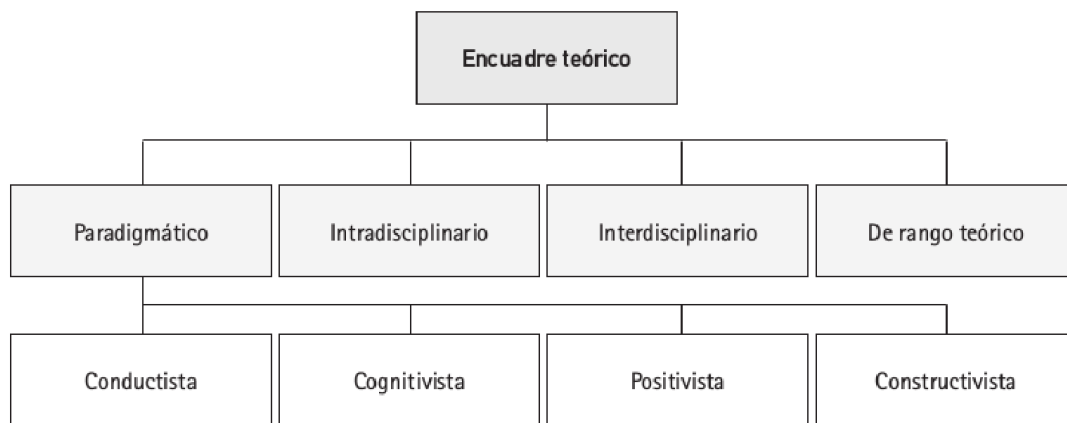 Encuadre teórico
Paradigmático
Intradisciplinario
Interdisciplinario
De rango teórico
Conductista
Cognitivista
Positivista
Constructivista